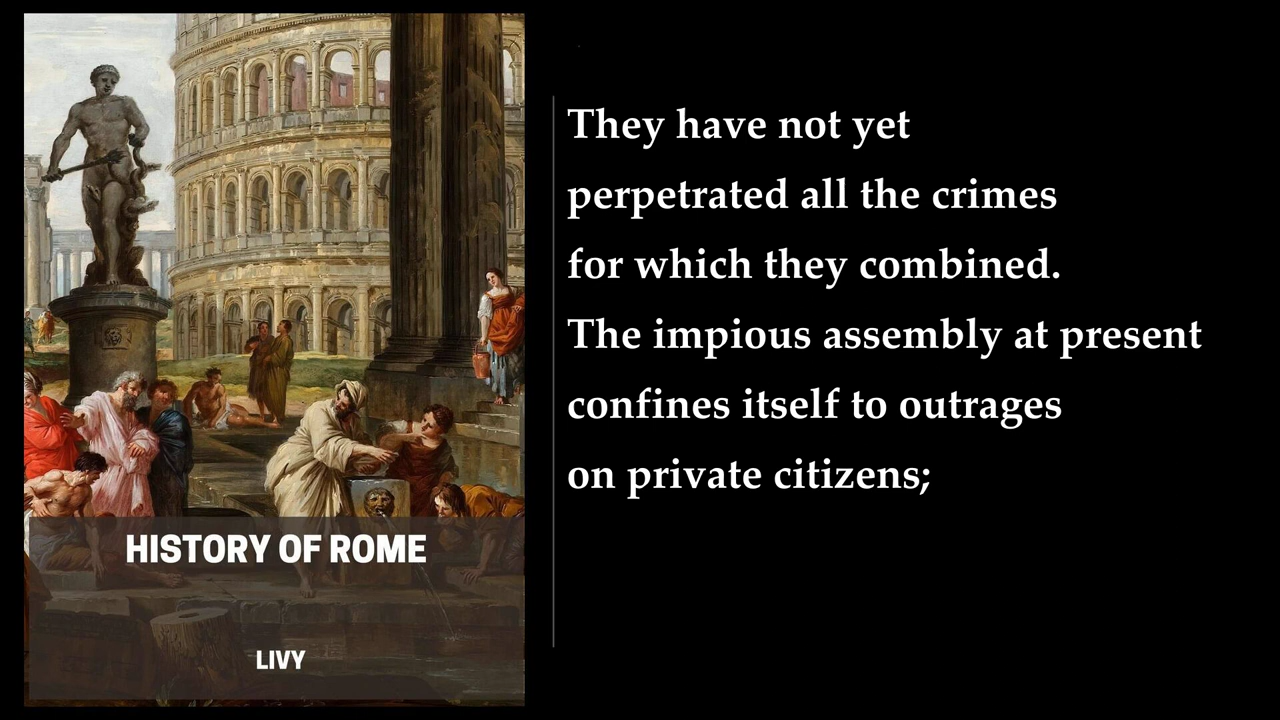 They have not yet
perpetrated all the crimes
for which they combined.
The impious assembly at present
confines itself to outrages
on private citizens;
HISTORY OF ROME
LIVY